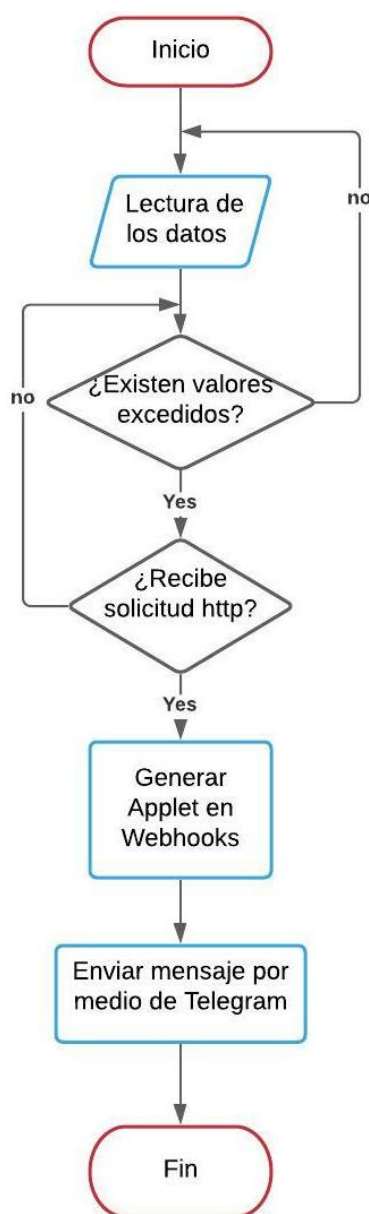 Inicio
no
Lectura de
los datos
no
¿Existen valores
excedidos?
Yes
¿Recibe
solicitud http?
Yes
Generar
Applet en
Webhooks
Enviar mensaje por
medio de Telegram
Fin